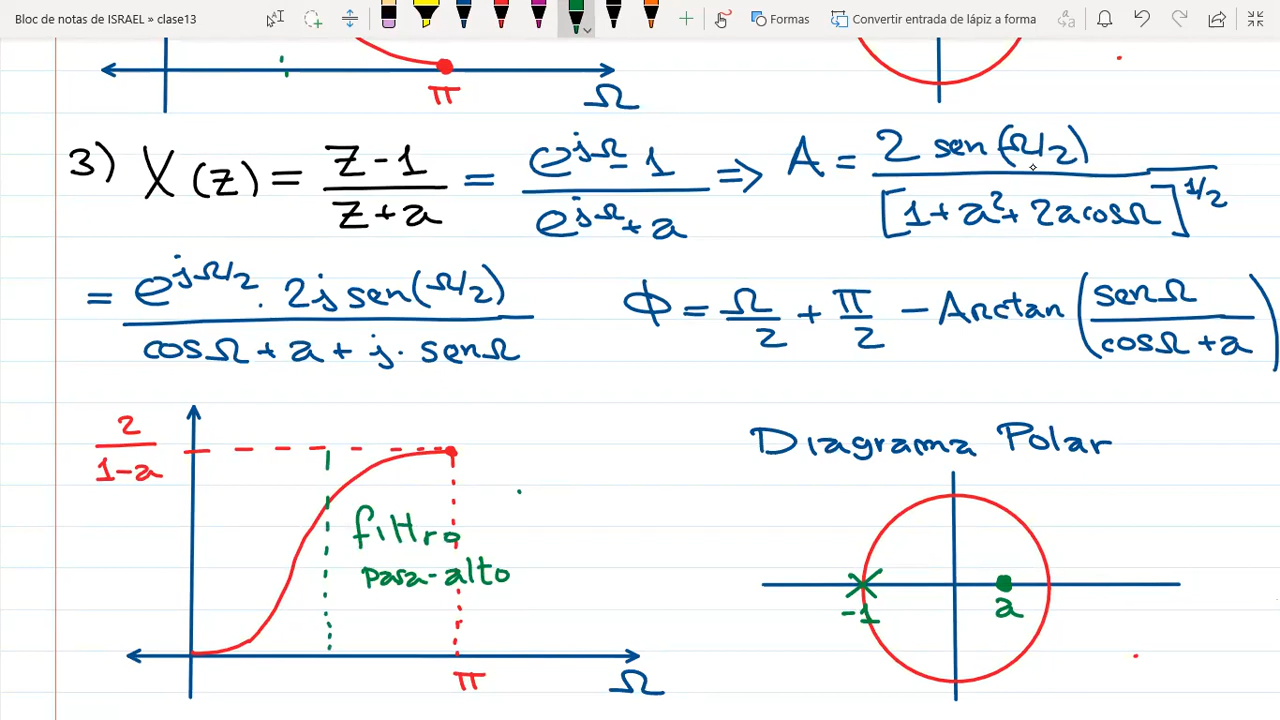 Bloc de notas de ISRAEL » clase13
Formas
Convertir entrada de lápiz a forma
π
Ω
3) X(z) = z-1 / z+a = e^{jΩ} - 1 / e^{jΩ} + a => A = 2 sen(Ω/2) / [1+a²+2acosΩ]^{1/2}
= e^{jΩ/2} . 2j sen(Ω/2) / cosΩ + a + j. senΩ
Φ = Ω/2 + π/2 - Arctan(senΩ / cosΩ+a)
2 / 1-a
filtro
pasa-alto
π
Ω
Diagrama Polar
-1
a